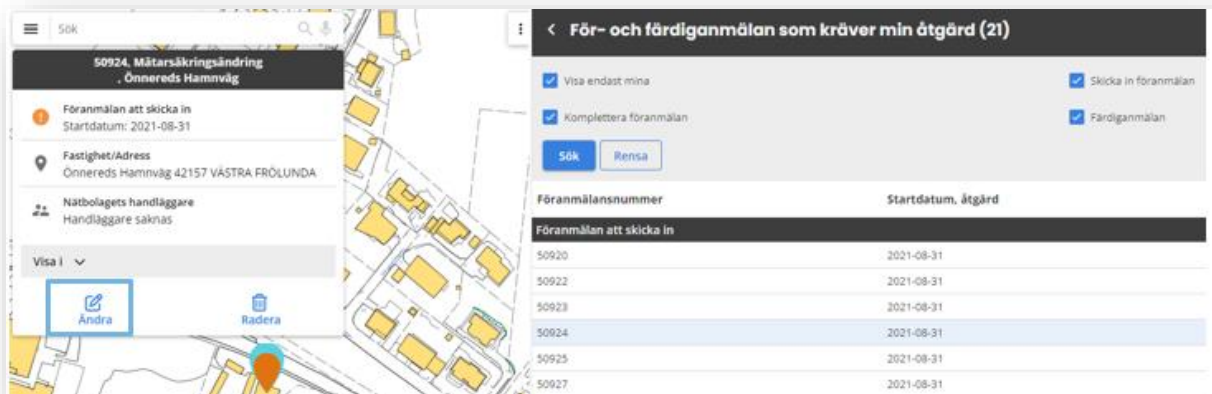 Sök
50924, Mätarsäkringsändring
, Önnereds Hamnväg
Föranmälan att skicka in
Startdatum: 2021-08-31
Fastighet/Adress
Önnereds Hamnväg 42157 VÄSTRA FRÖLUNDA
Nätbolagets handläggare
Handläggare saknas
Visa i
Ändra
Radera
För- och färdiganmälan som kräver min åtgärd (21)
Visa endast mina
Skicka in föranmälan
Komplettera föranmälan
Färdiganmälan
Sök
Rensa
Föranmälansnummer
Startdatum, åtgärd
Föranmälan att skicka in
50920 2021-08-31
50922 2021-08-31
50923 2021-08-31
50924 2021-08-31
50925 2021-08-31
50927 2021-08-31